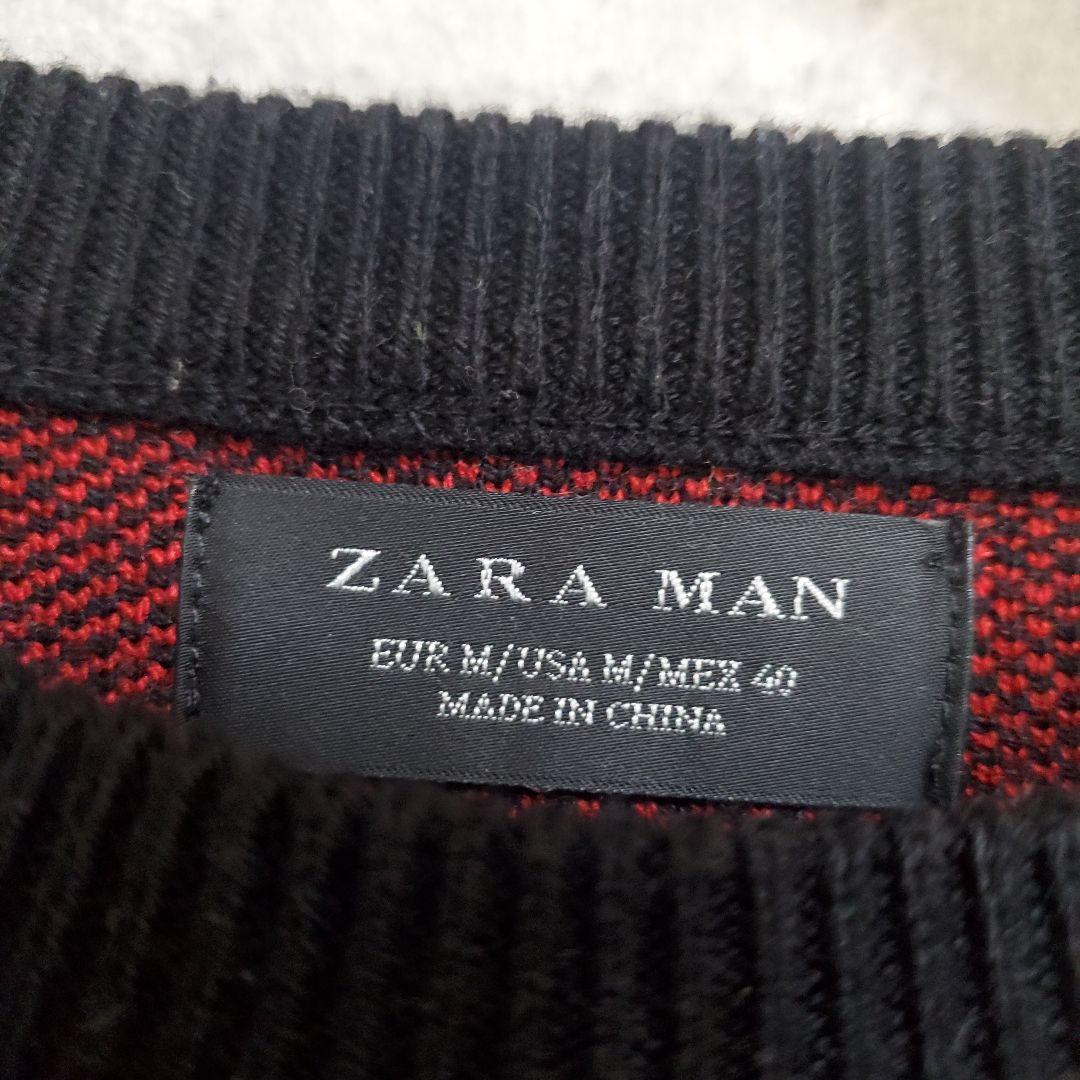 ZARA MAN
EUR M/USA M/MEX 40
MADE IN CHINA